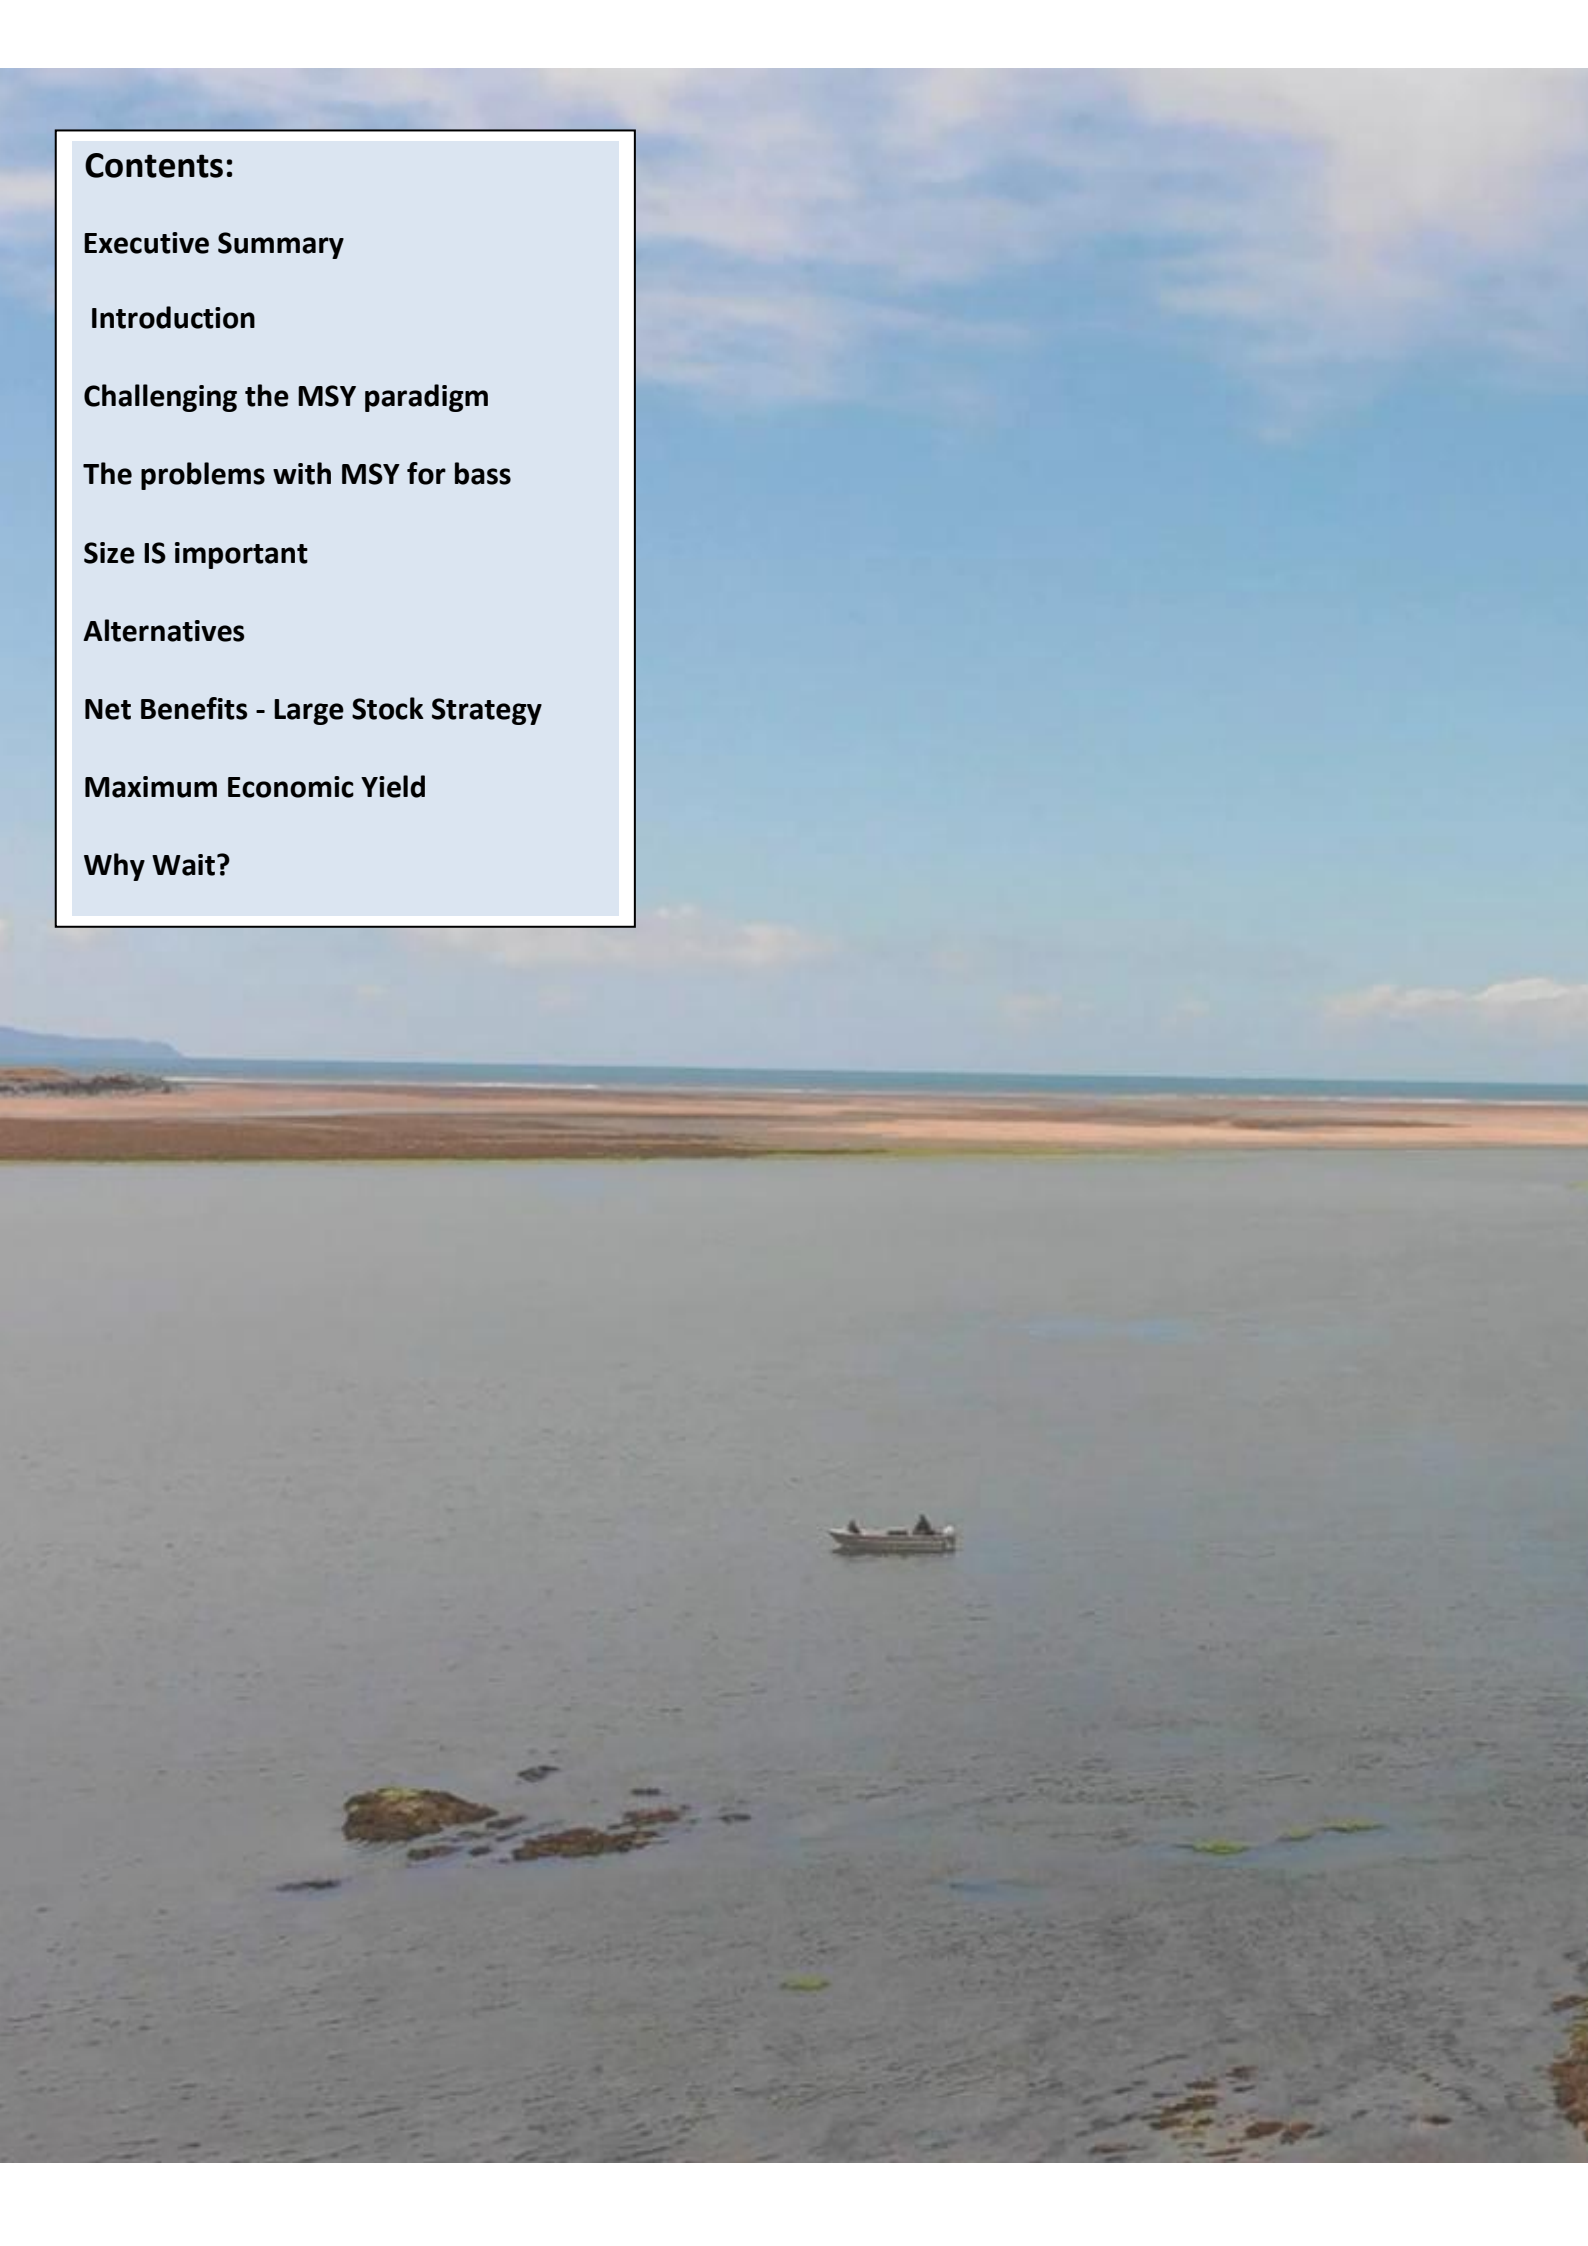 Contents:
Executive Summary
Introduction
Challenging the MSY paradigm
The problems with MSY for bass
Size IS important
Alternatives
Net Benefits - Large Stock Strategy
Maximum Economic Yield
Why Wait?